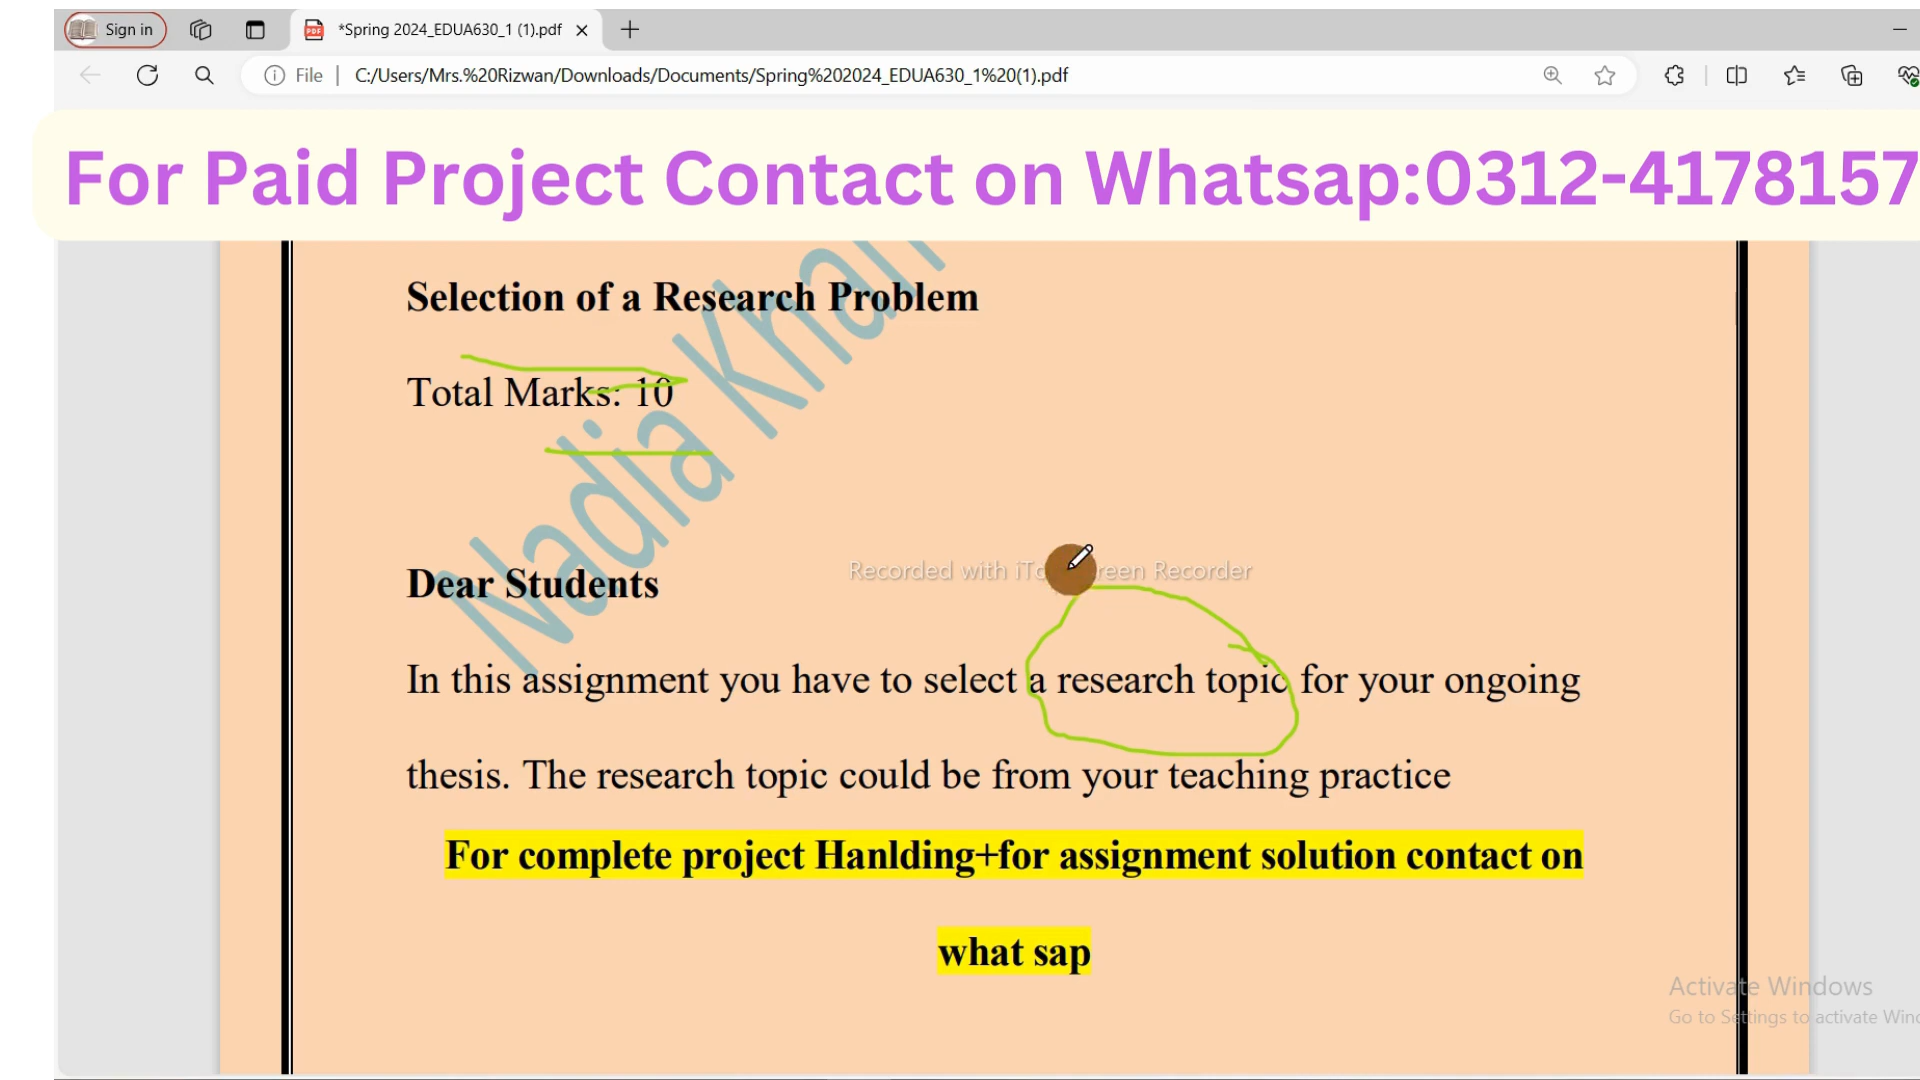 Sign in
*Spring 2024_EDUA630_1 (1).pdf
File
C:/Users/Mrs.%20Rizwan/Downloads/Documents/Spring%202024_EDUA630_1%20(1).pdf
For Paid Project Contact on Whatsap:0312-4178157
Selection of a Research Problem
Total Marks: 10
Nadia Khan
Recorded with iTo reen Recorder
Dear Students
In this assignment you have to select a research topic for your ongoing
thesis. The research topic could be from your teaching practice
For complete project Hanlding+for assignment solution contact on
what sap
Activate Windows
Go to Settings to activate Wind